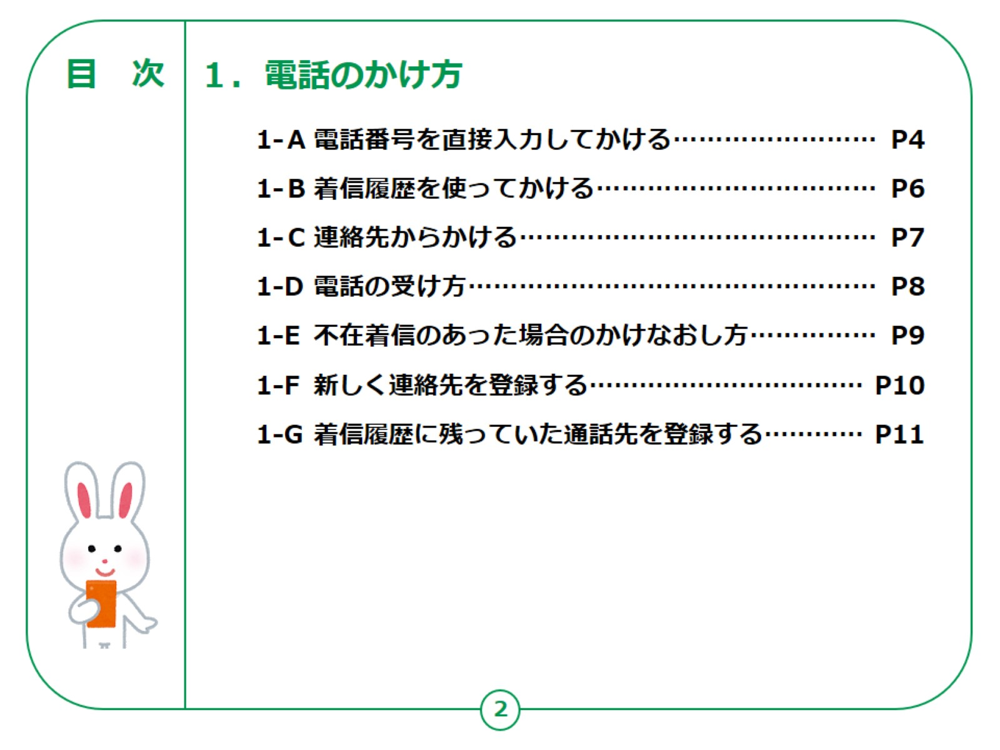 目　次
1．電話のかけ方
1-A 電話番号を直接入力してかける…………………… P4
1-B 着信履歴を使ってかける…………………………… P6
1-C 連絡先からかける…………………………………… P7
1-D 電話の受け方………………………………………… P8
1-E 不在着信のあった場合のかけなおし方…………… P9
1-F 新しく連絡先を登録する…………………………… P10
1-G 着信履歴に残っていた通話先を登録する………… P11
2